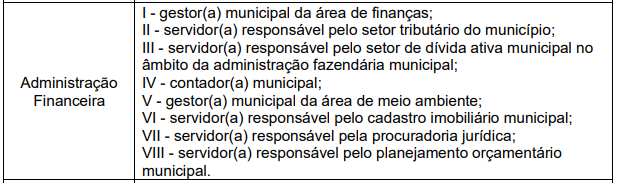 Administração
Financeira
I - gestor(a) municipal da área de finanças;
II - servidor(a) responsável pelo setor tributário do município;
III - servidor(a) responsável pelo setor de dívida ativa municipal no
âmbito da administração fazendária municipal;
IV - contador(a) municipal;
V - gestor(a) municipal da área de meio ambiente;
VI - servidor(a) responsável pelo cadastro imobiliário municipal;
VII - servidor(a) responsável pela procuradoria jurídica;
VIII - servidor(a) responsável pelo planejamento orçamentário
municipal.